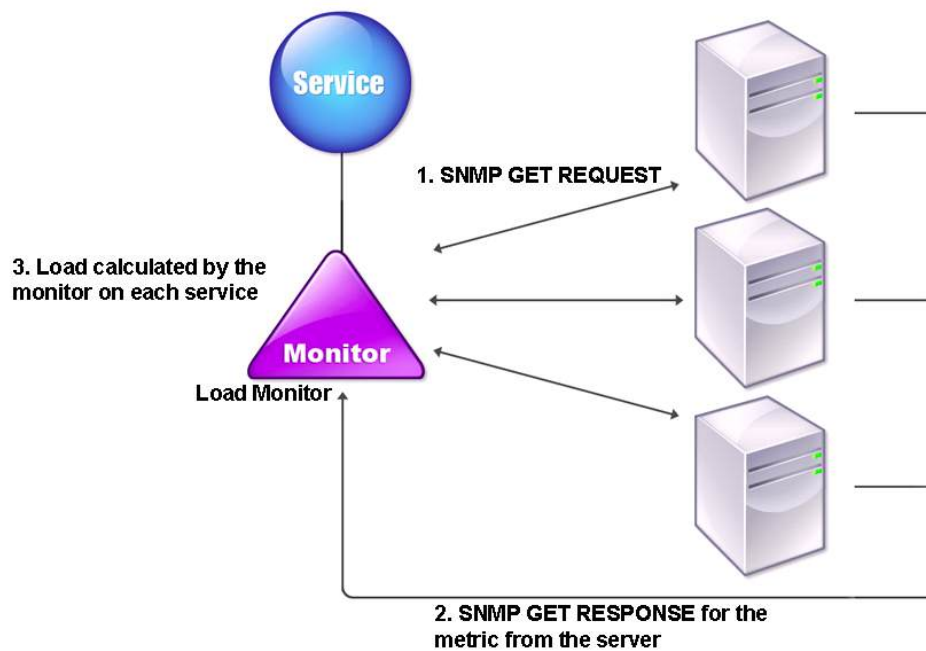 Service
1. SNMP GET REQUEST
3. Load calculated by the
monitor on each service
Monitor
Load Monitor
2. SNMP GET RESPONSE for the
metric from the server